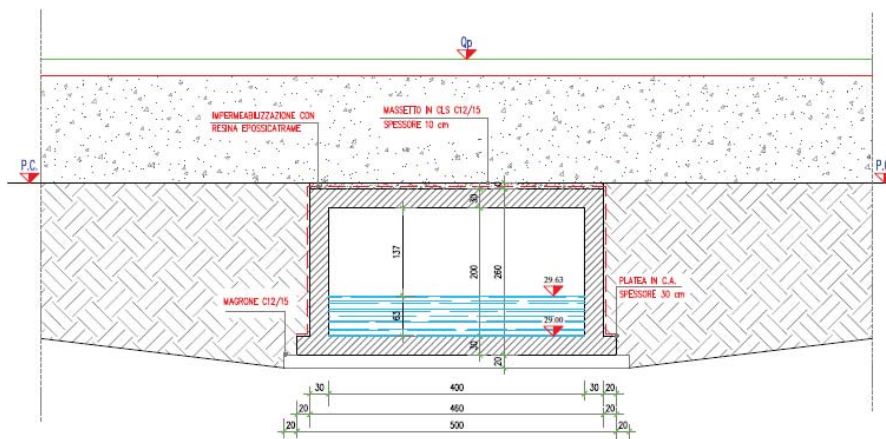 Qp
IMPERMEABILIZZAZIONE CON
RESINA EPOSSICATRAME
MASSETTO IN CLS C12/15
SPESSORE 10 cm
P.C.
30
137
200
260
29.63
PLATEA IN C.A.
SPESSORE 30 cm
MAGRONE C12/15
63
29.00
30
20
30
400
30
20
20
460
20
20
500
20